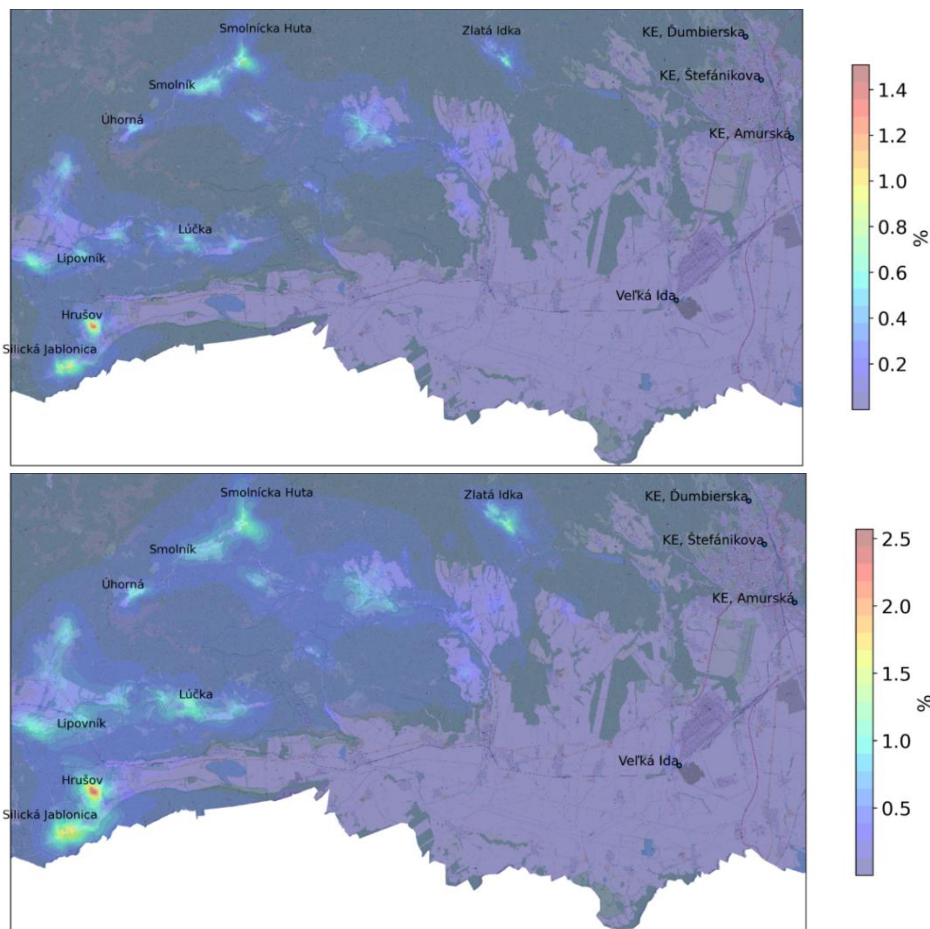 Smolnícka Huta
Zlatá Idka
KE, Ďumbierska
Smolník
KE, Štefánikova
Úhorná
KE, Amurská
Lúčka
Lipovník
Veľká Ida
Hrušov
Silická Jablonica
1.4
1.2
1.0
0.8
0.6
0.4
0.2
%
Smolnícka Huta
Zlatá Idka
KE, Ďumbierska
Smolník
KE, Štefánikova
Úhorná
KE, Amurská
Lúčka
Lipovník
Veľká Ida
Hrušov
Silická Jablonica
2.5
2.0
1.5
1.0
0.5
%